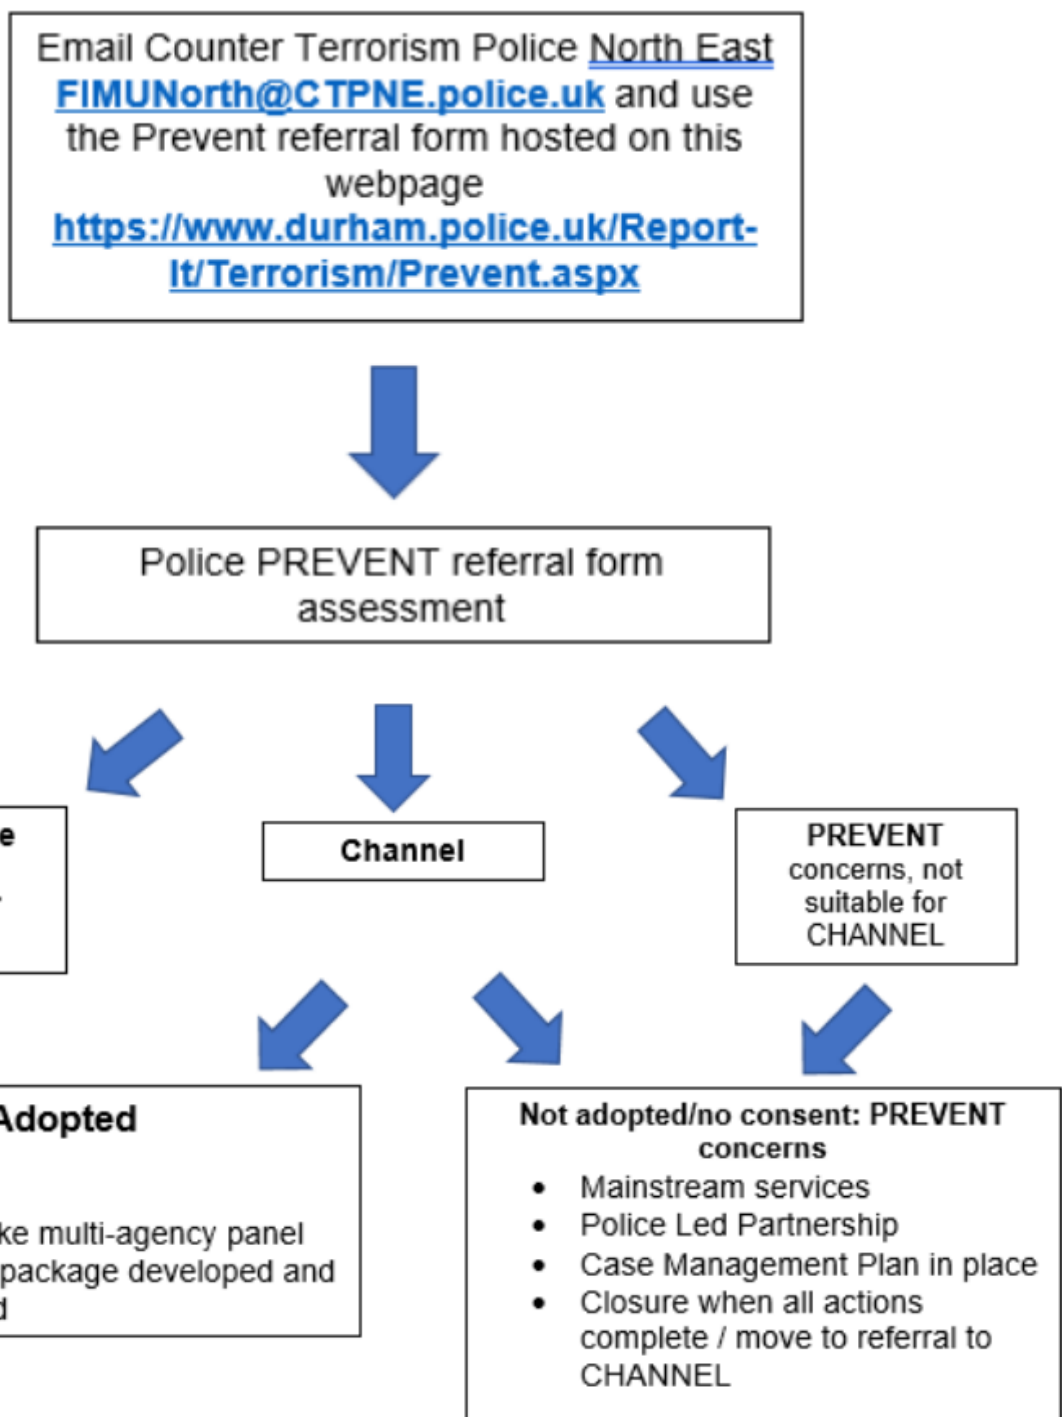 Email Counter Terrorism Police North East
FIMUNorth@CTPNE.police.uk and use
the Prevent referral form hosted on this
webpage
https://www.durham.police.uk/Report-
It/Terrorism/Prevent.aspx
Police PREVENT referral form
assessment
Channel
PREVENT
concerns, not
suitable for
CHANNEL
Adopted
multi-agency panel
package developed and
Not adopted/no consent: PREVENT
concerns
• Mainstream services
• Police Led Partnership
• Case Management Plan in place
• Closure when all actions
complete / move to referral to
CHANNEL